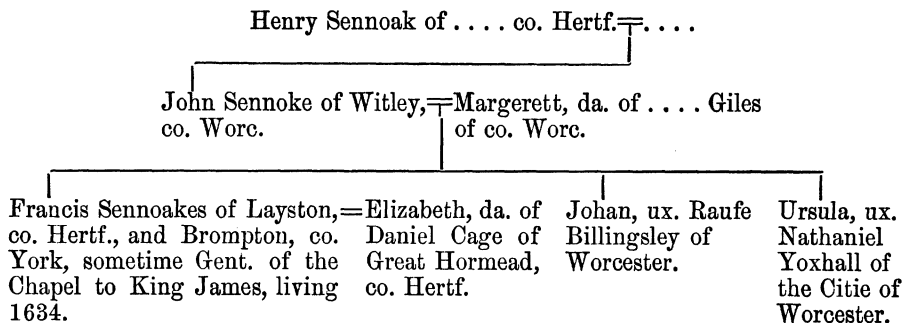 Henry Sennoak of . . . . co. Hertf.=. . . .
John Sennoke of Witley,=Margerett, da. of . . . . Giles
co. Worc.
of co. Worc.
Francis Sennoakes of Layston,=
co. Hertf., and Brompton, co.
York, sometime Gent. of the
Chapel to King James, living
1634.
Elizabeth, da. of
Daniel Cage of
Great Hormead,
co. Hertf.
Johan, ux. Raufe
Billingsley of
Worcester.
Ursula, ux.
Nathaniel
Yoxhall of
the Citie of
Worcester.